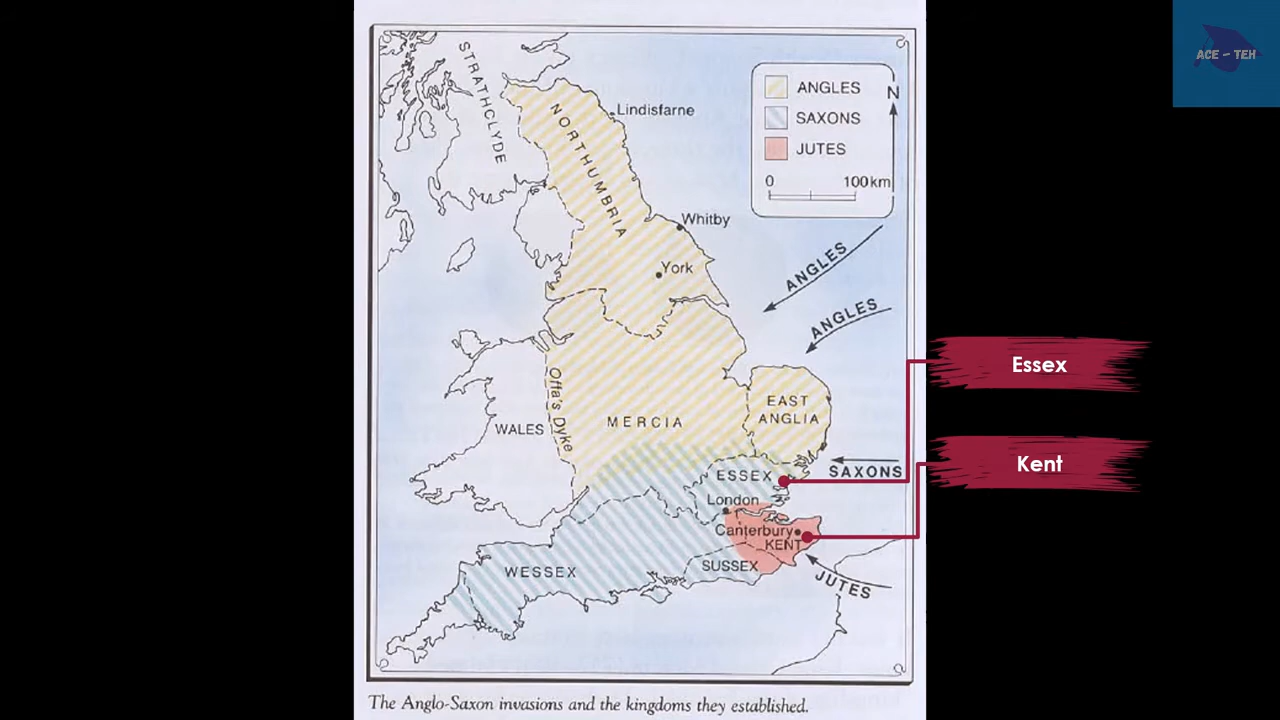 ACE - TEH
STRATHCLYDE
NORTHUMBRIA
Lindisfarne
ANGLES
SAXONS
JUTES
N
0 100km
Whitby
York
ANGLES
ANGLES
Offa's Dyke
EAST
ANGLIA
MERCIA
WALES
SAXONS
ESSEX
London
Canterbury
KENT
SUSSEX
WESSEX
JUTES
Essex
Kent
The Anglo-Saxon invasions and the kingdoms they established.